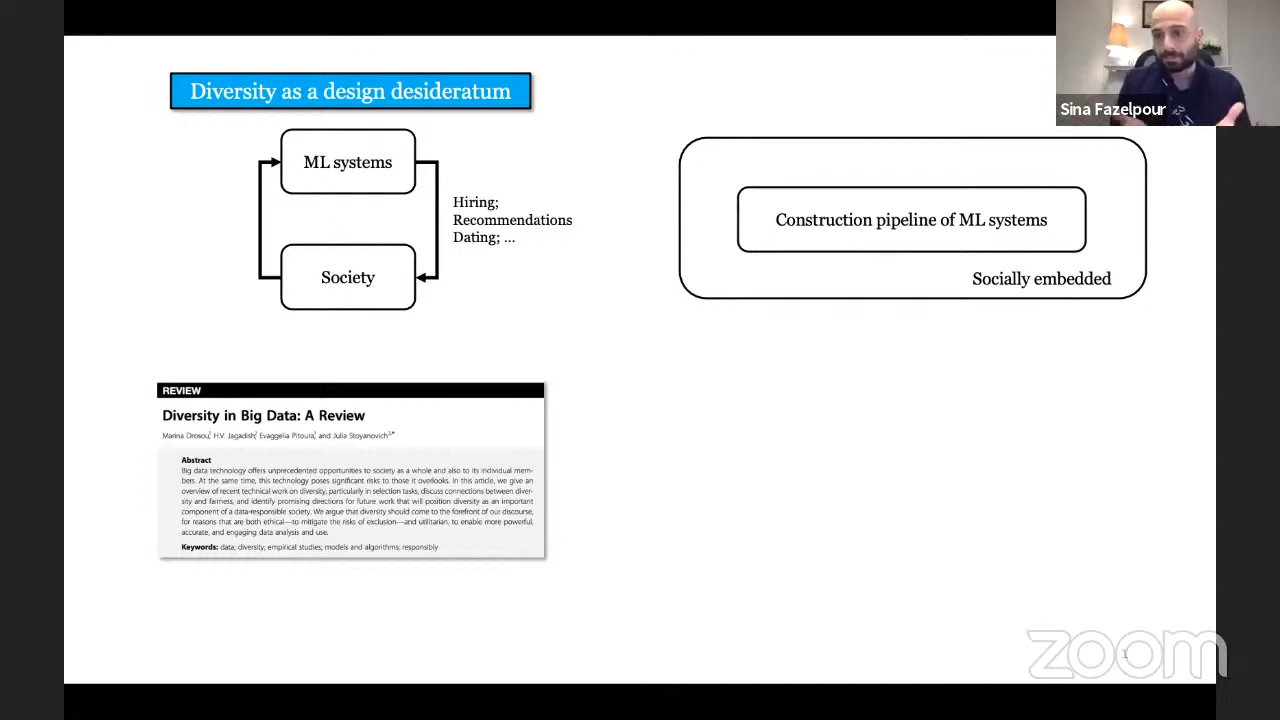 Diversity as a design desideratum
ML systems
Hiring;
Recommendations
Dating; ...
Society
Construction pipeline of ML systems
Socially embedded
Sina Fazelpour
REVIEW
Diversity in Big Data: A Review
Marina Drosou, H.V. Jagadish, Evaggelia Pitoura, and Julia Stoyanovich
Abstract
Big data technology offers unprecedented opportunities to society as a whole and also to its individual mem-
bers. At the same time, this technology poses significant risks to those it overlooks. In this article, we give an
overview of recent technical work on diversity, particularly in selection tasks, discuss connections between diver-
sity and fairness, and identify promising directions for future work that will position diversity as an important
component of a data-responsible society. We argue that diversity should come to the forefront of our discourse,
for reasons that are both ethical—to mitigate the risks of exclusion—and utilitarian, to enable more powerful,
accurate, and engaging data analysis and use.
Keywords: data; diversity; empirical studies; models and algorithms; responsibly
zoom
1